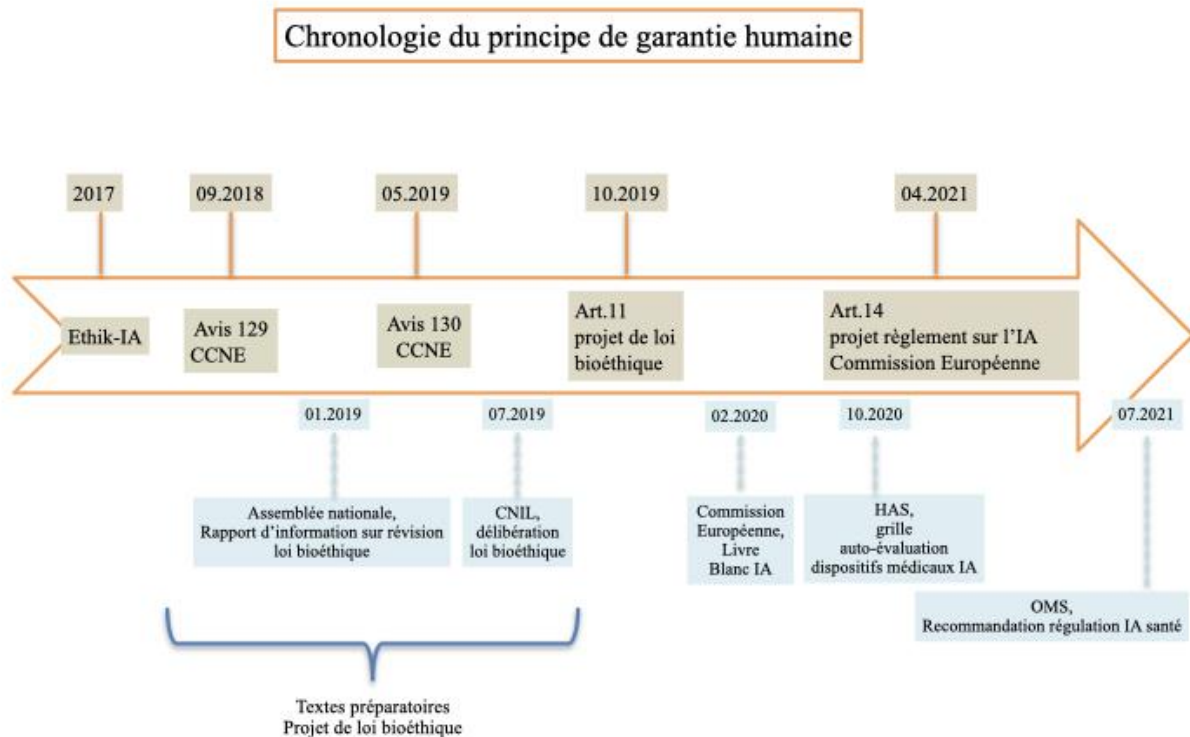 Chronologie du principe de garantie humaine
2017
09.2018
05.2019
10.2019
04.2021
Ethik-IA
Avis 129
CCNE
Avis 130
CCNE
Art.11
projet de loi
bioéthique
Art.14
projet règlement sur l'IA
Commission Européenne
01.2019
07.2019
02.2020
10.2020
07.2021
Assemblée nationale,
Rapport d'information sur révision
loi bioéthique
CNIL,
délibération
loi bioéthique
Commission
Européenne,
Livre
Blanc IA
HAS,
grille
auto-évaluation
dispositifs médicaux IA
OMS,
Recommandation régulation IA santé
Textes préparatoires
Projet de loi bioéthique